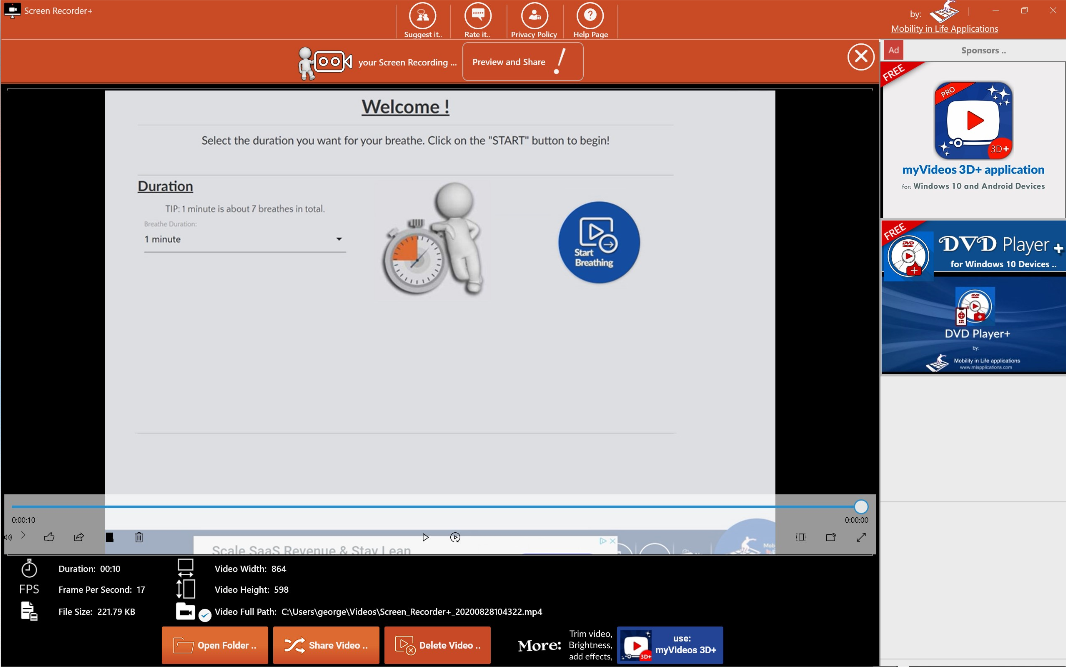 Screen Recorder+
Suggest it..
Rate it..
Privacy Policy
Help Page
by:
Mobility in Life Applications
your Screen Recording ...
Preview and Share !
Ad
Sponsors ..
FREE
PRO
3D+
myVideos 3D+ application
for: Windows 10 and Android Devices
FREE
DVD
DVD Player +
for Windows 10 Devices ..
DVD
DVD Player+
by:
Mobility in Life applications
www.milapplications.com
Welcome !
Select the duration you want for your breathe. Click on the "START" button to begin!
Duration
TIP: 1 minute is about 7 breathes in total.
Breathe Duration:
1 minute
Start
Breathing
0:00:10
0:00:00
Scale SaaS Revenue & Stay Lean
Duration: 00:10
Video Width: 864
FPS
Frame Per Second: 17
Video Height: 598
File Size: 221.79 KB
Video Full Path: C:\Users\george\Videos\Screen_Recorder+_20200828104322.mp4
Open Folder ..
Share Video ..
Delete Video ..
More:
Trim video,
Brightness,
add effects,
3D+
use:
myVideos 3D+